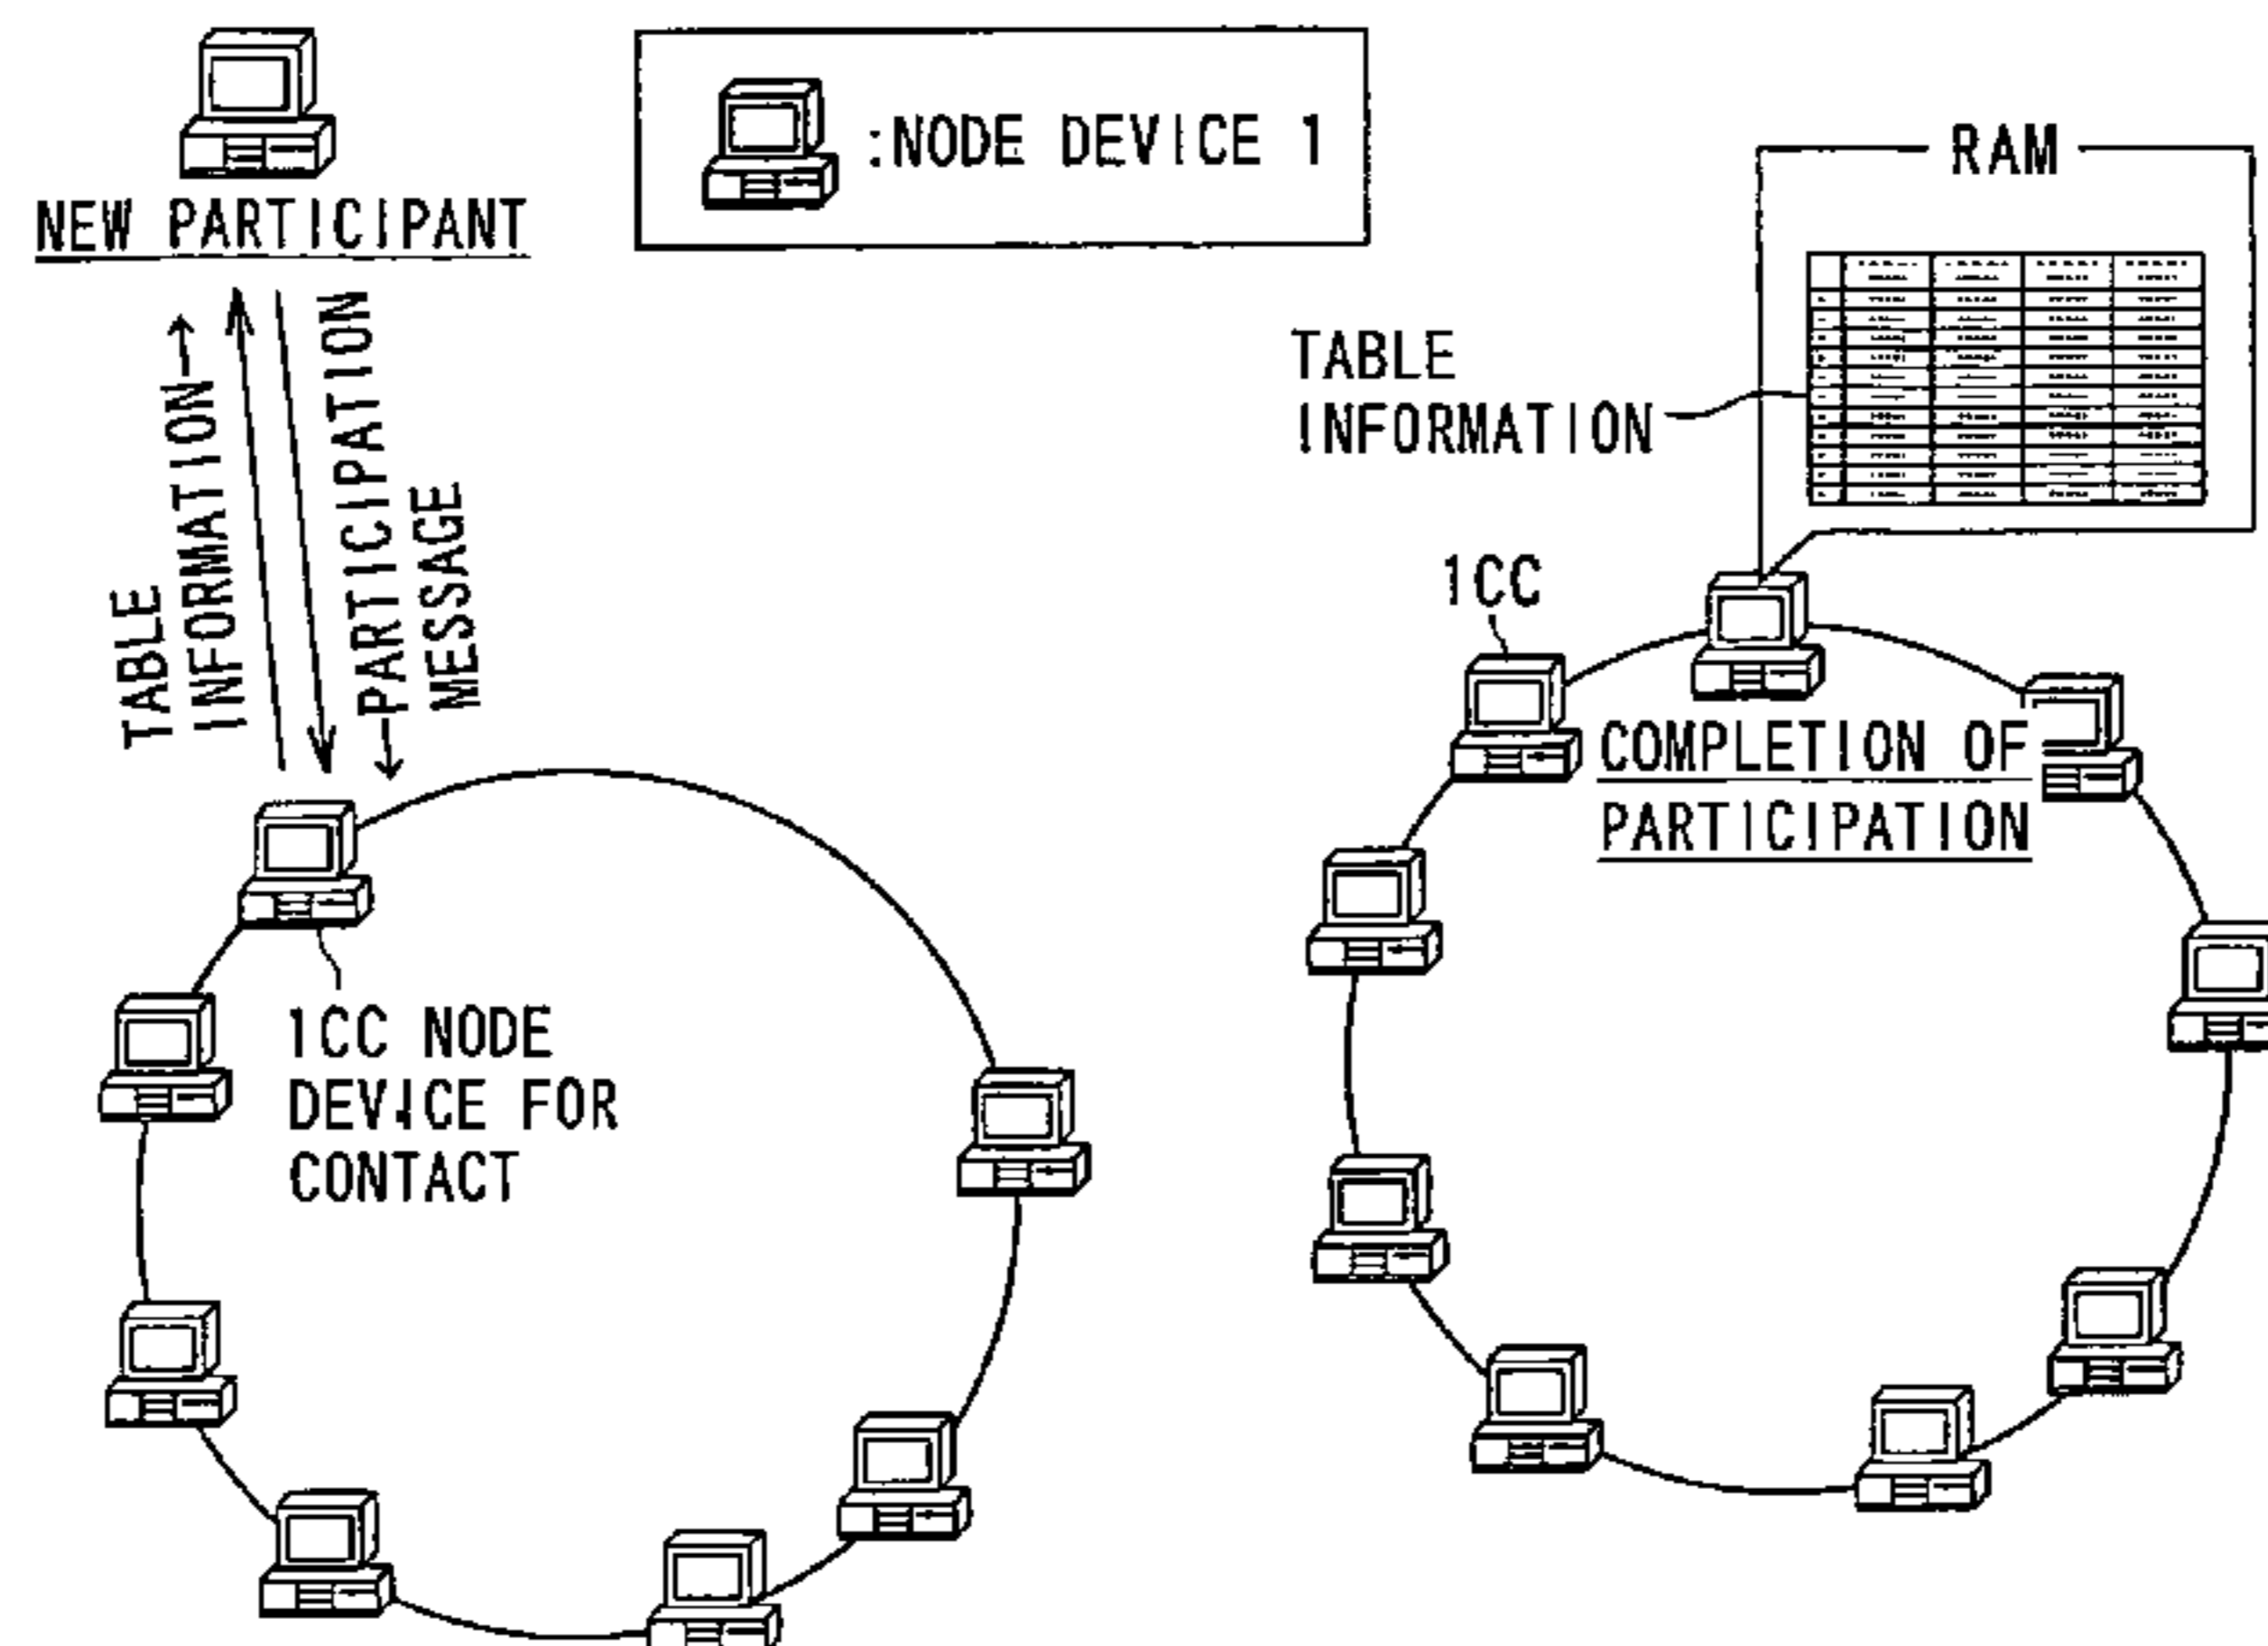 NEW PARTICIPANT
:NODE DEVICE 1
RAM
TABLE
INFORMATION
TABLE
INFORMATION→
←PARTICIPATION
MESSAGE
1CC
COMPLETION OF
PARTICIPATION
1CC NODE
DEVICE FOR
CONTACT